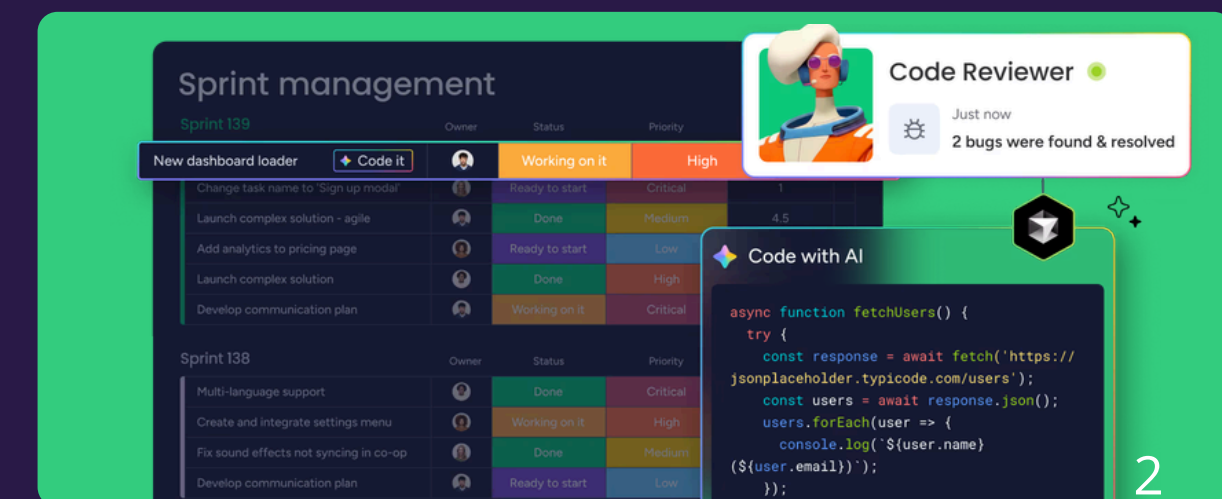 Sprint management
Sprint 139
Owner Status Priority
New dashboard loader Code it Working on it High
Change task name to 'Sign up modal' Ready to start Critical 1
Launch complex solution - agile Done Medium 4.5
Add analytics to pricing page Ready to start Low
Launch complex solution Done High
Develop communication plan Working on it Critical
Sprint 138
Owner Status Priority
Multi-language support Done Critical
Create and integrate settings menu Working on it High
Fix sound effects not syncing in co-op Done Medium
Develop communication plan Ready to start Low
Code Reviewer
Just now
2 bugs were found & resolved
Code with AI
async function fetchUsers() {
try {
const response = await fetch('https://
jsonplaceholder.typicode.com/users');
const users = await response.json();
users.forEach(user => {
console.log(`${user.name}
(${user.email})`);
});
2